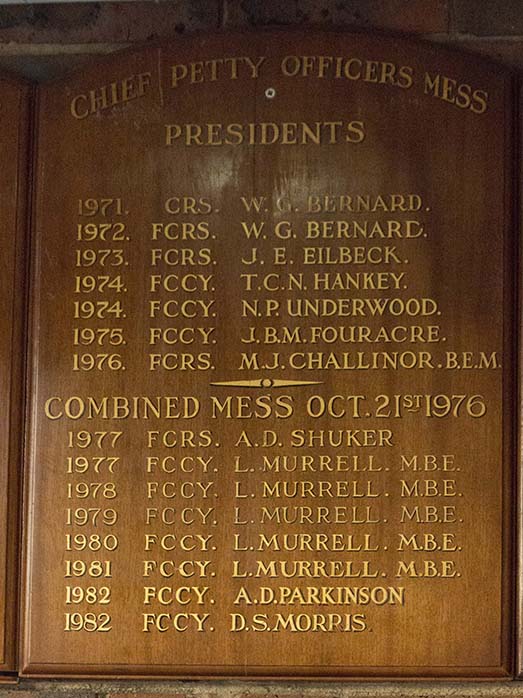 CHIEF PETTY OFFICERS MESS
PRESIDENTS
1971. CRS. W. G. BERNARD.
1972. FCRS. W. G. BERNARD.
1973. FCRS. J. E. EILBECK.
1974. FCCY. T.C.N. HANKEY.
1974. FCCY. N.P. UNDERWOOD.
1975. FCCY. J.B.M. FOURACRE.
1976. FCRS. M.J. CHALLINOR. B.E.M.
COMBINED MESS OCT. 21ST 1976
1977 FCRS. A.D. SHUKER
1977 FCCY. L. MURRELL. M.B.E.
1978 FCCY. L. MURRELL. M.B.E.
1979 FCCY. L. MURRELL. M.B.E.
1980 FCCY. L. MURRELL. M.B.E.
1981 FCCY. L. MURRELL. M.B.E.
1982 FCCY. A.D. PARKINSON
1982 FCCY. D.S. MORRIS.